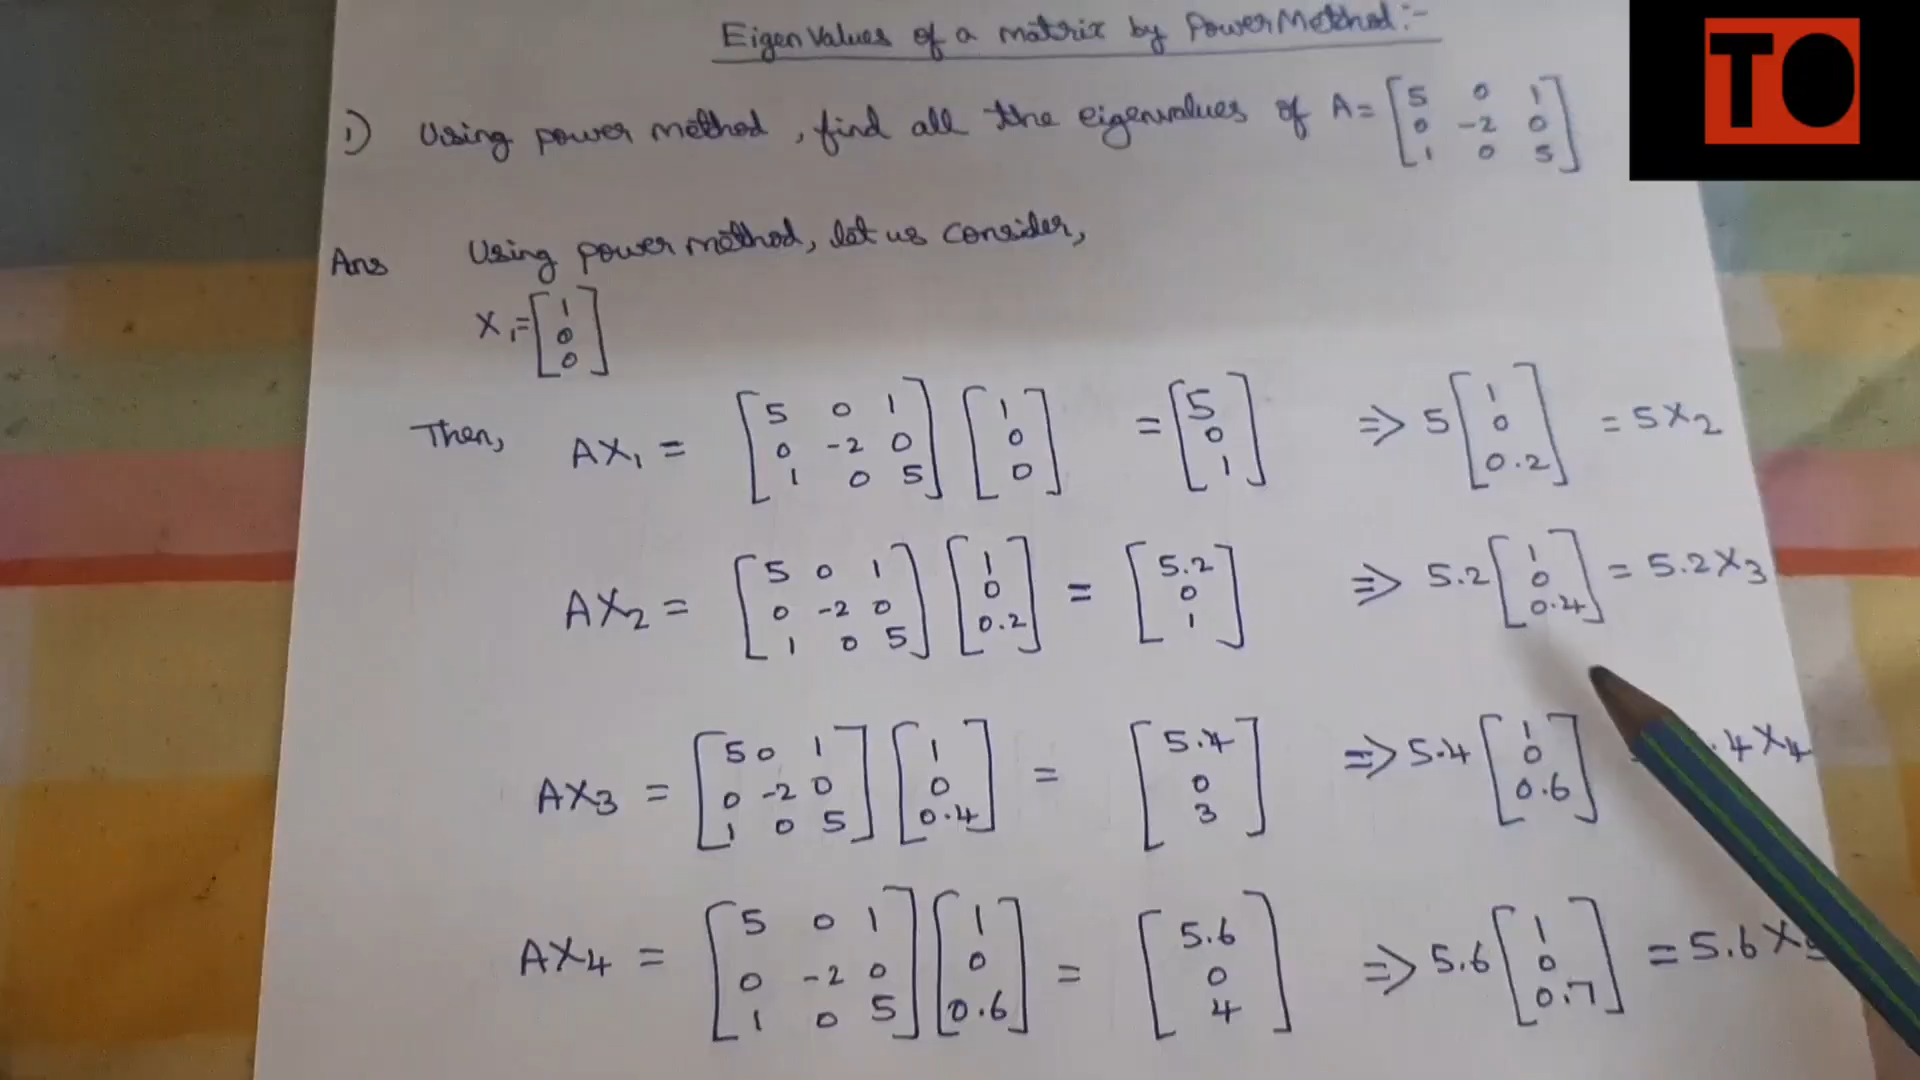 Eigen Values of a matrix by Power Method:-
1) Using power method, find all the eigenvalues of A = [5 0 1
0 -2 0
1 0 5]
Ans Using power method, let us consider,
X₁ = [1
0
0]
Then, AX₁ = [5 0 1
0 -2 0
1 0 5] [1
0
0] = [5
0
1] => 5 [1
0
0.2] = 5X₂
AX₂ = [5 0 1
0 -2 0
1 0 5] [1
0
0.2] = [5.2
0
1] => 5.2 [1
0
0.4] = 5.2X₃
AX₃ = [5 0 1
0 -2 0
1 0 5] [1
0
0.4] = [5.4
0
3] => 5.4 [1
0
0.6] .4X₄
AX₄ = [5 0 1
0 -2 0
1 0 5] [1
0
0.6] = [5.6
0
4] => 5.6 [1
0
0.7] = 5.6X
TO